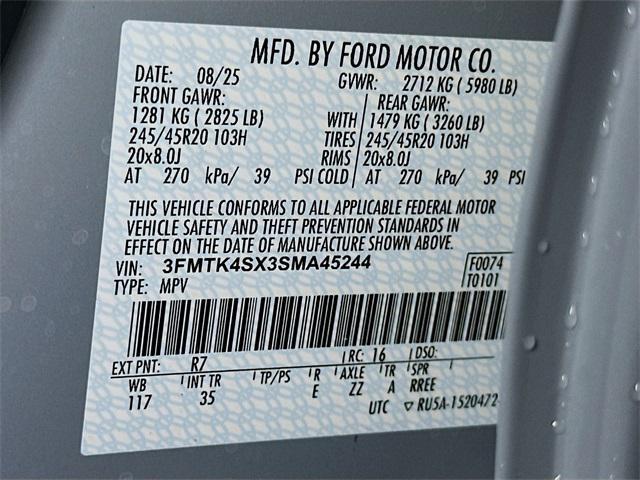 MFD. BY FORD MOTOR CO.
DATE: 08/25 GVWR: 2712 KG ( 5980 LB)
FRONT GAWR: REAR GAWR:
1281 KG ( 2825 LB) WITH 1479 KG ( 3260 LB)
245/45R20 103H TIRES 245/45R20 103H
20x8.0J RIMS 20x8.0J
AT 270 kPa/ 39 PSI COLD AT 270 kPa/ 39 PSI
THIS VEHICLE CONFORMS TO ALL APPLICABLE FEDERAL MOTOR
VEHICLE SAFETY AND THEFT PREVENTION STANDARDS IN
EFFECT ON THE DATE OF MANUFACTURE SHOWN ABOVE.
VIN: 3FMTK4SX3SMA45244 F0074
TYPE: MPV T0101
EXT PNT: R7 RC: 16 DSO:
WB INT TR TP/PS R AXLE TR SPR
117 35 E ZZ A RREE
UTC ▽ RU5A-1520472-